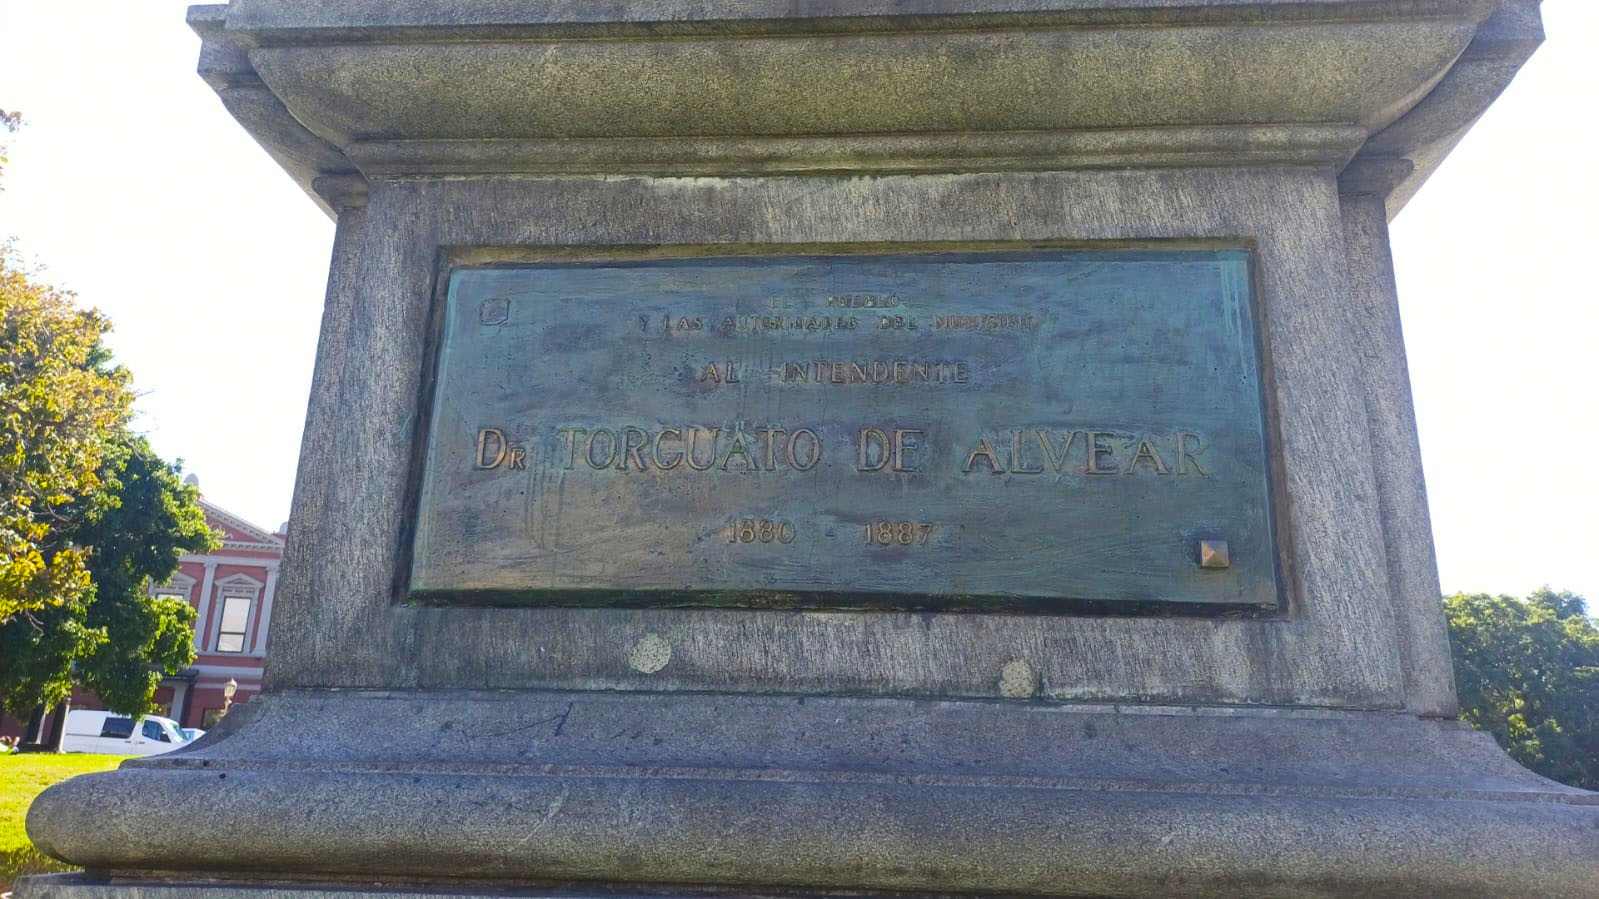 EL PUEBLO
Y LAS AUTORIDADES DEL MUNICIPIO
AL INTENDENTE
DR TORCUATO DE ALVEAR
1880 - 1887